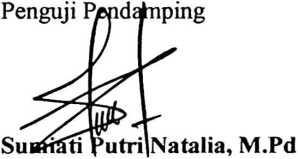 Penguji Pendamping
Sumiati Putri Natalia, M.Pd